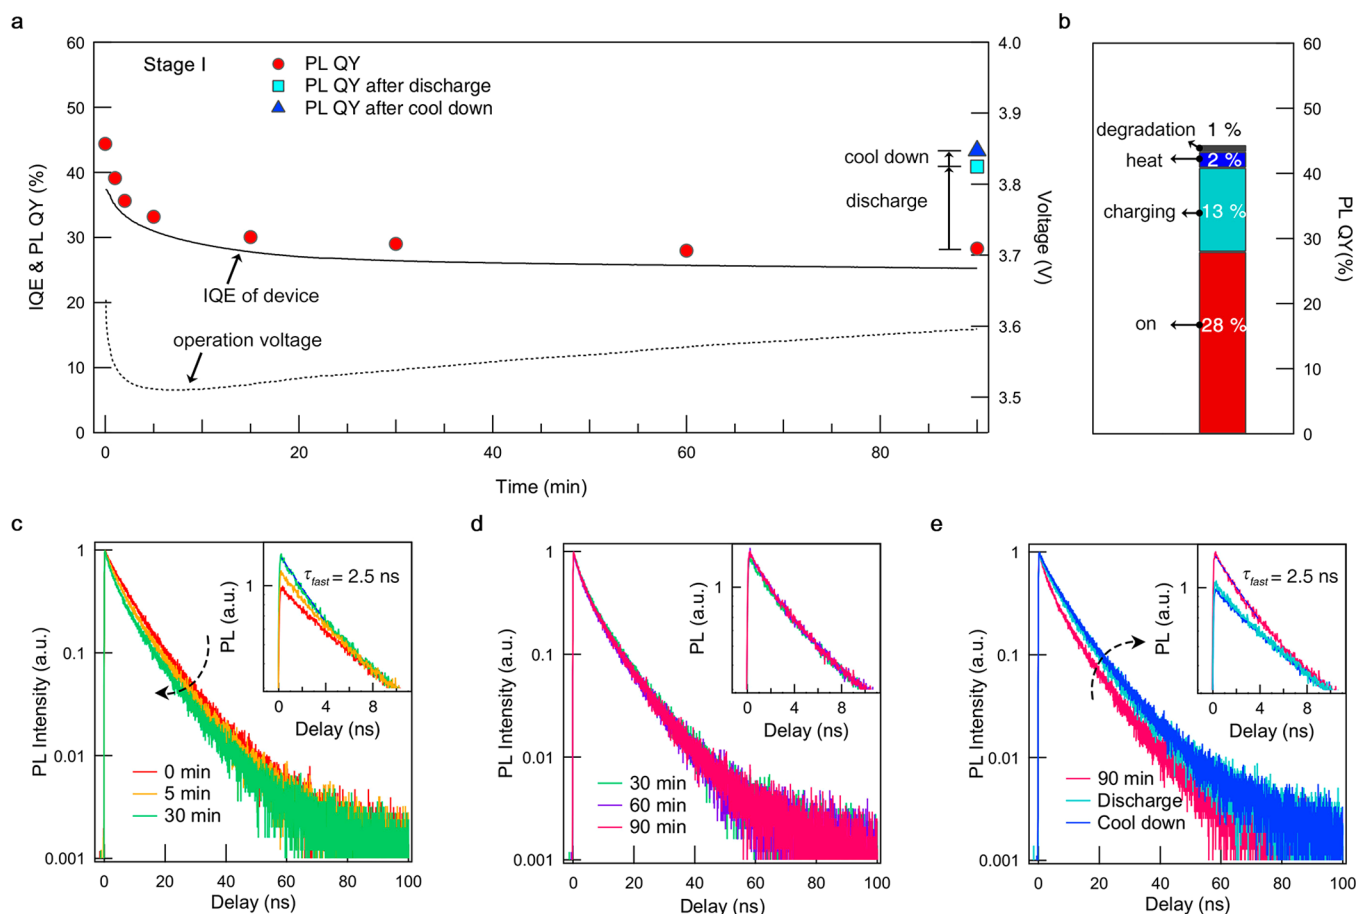 a
Stage I
PL QY
PL QY after discharge
PL QY after cool down
IQE & PL QY (%)
60
50
40
30
20
10
0
4.0
3.9
3.8
3.7
3.6
3.5
Voltage (V)
cool down
discharge
IQE of device
operation voltage
0
20
40
60
80
Time (min)
b
degradation
1 %
heat
2 %
charging
13 %
on
28 %
60
50
40
30
20
10
0
PL QY(%)
c
PL Intensity (a.u.)
1
0.1
0.01
0.001
0 min
5 min
30 min
0
20
40
60
80
100
Delay (ns)
PL (a.u.)
1
τfast = 2.5 ns
0
4
8
Delay (ns)
d
PL Intensity (a.u.)
1
0.1
0.01
0.001
30 min
60 min
90 min
0
20
40
60
80
100
Delay (ns)
PL (a.u.)
1
0
4
8
Delay (ns)
e
PL Intensity (a.u.)
1
0.1
0.01
0.001
90 min
Discharge
Cool down
0
20
40
60
80
100
Delay (ns)
PL (a.u.)
1
τfast = 2.5 ns
0
4
8
Delay (ns)